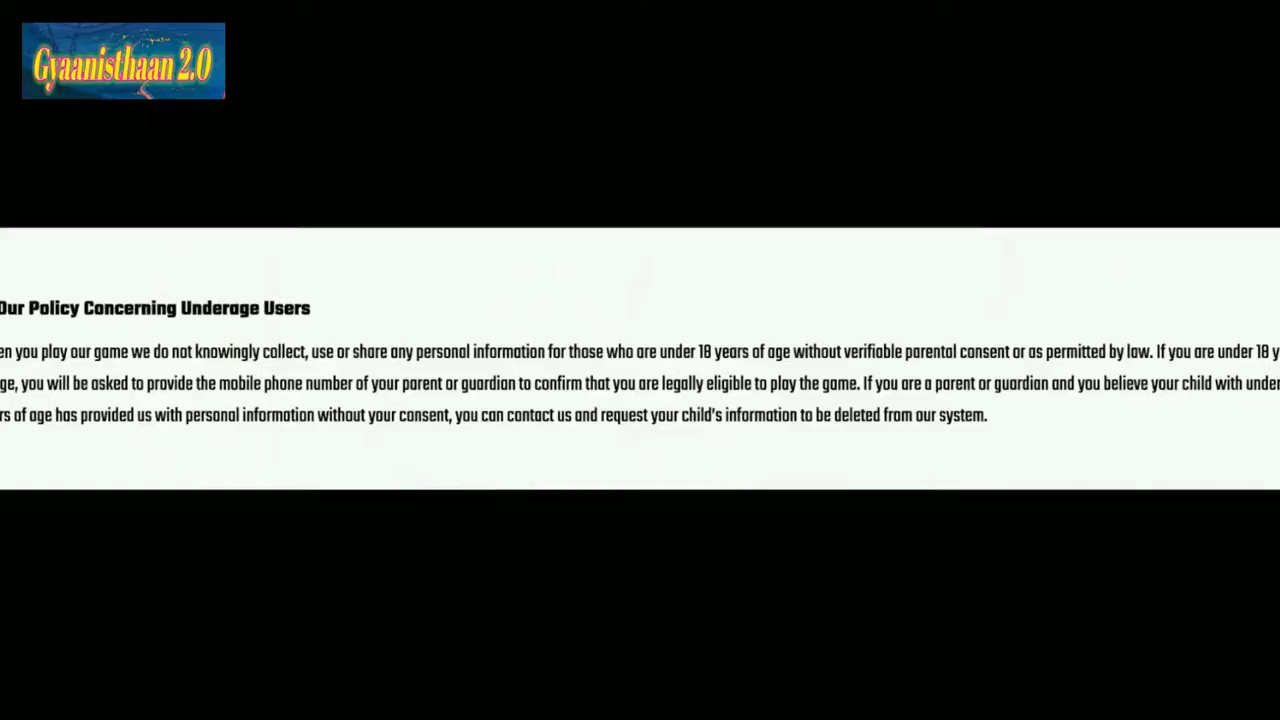 Gyaanisthaan 2.0
Our Policy Concerning Underage Users
en you play our game we do not knowingly collect, use or share any personal information for those who are under 18 years of age without verifiable parental consent or as permitted by law. If you are under 18 y
ge, you will be asked to provide the mobile phone number of your parent or guardian to confirm that you are legally eligible to play the game. If you are a parent or guardian and you believe your child with under
rs of age has provided us with personal information without your consent, you can contact us and request your child's information to be deleted from our system.